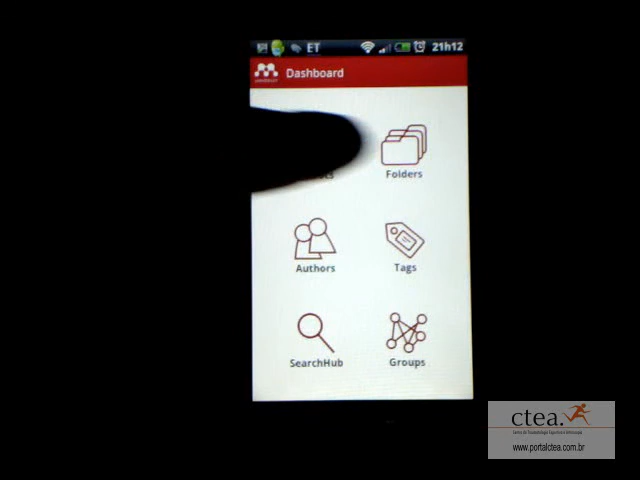 ET
21h12
Dashboard
Folders
Authors
Tags
SearchHub
Groups
ctea.
www.portalctea.com.br